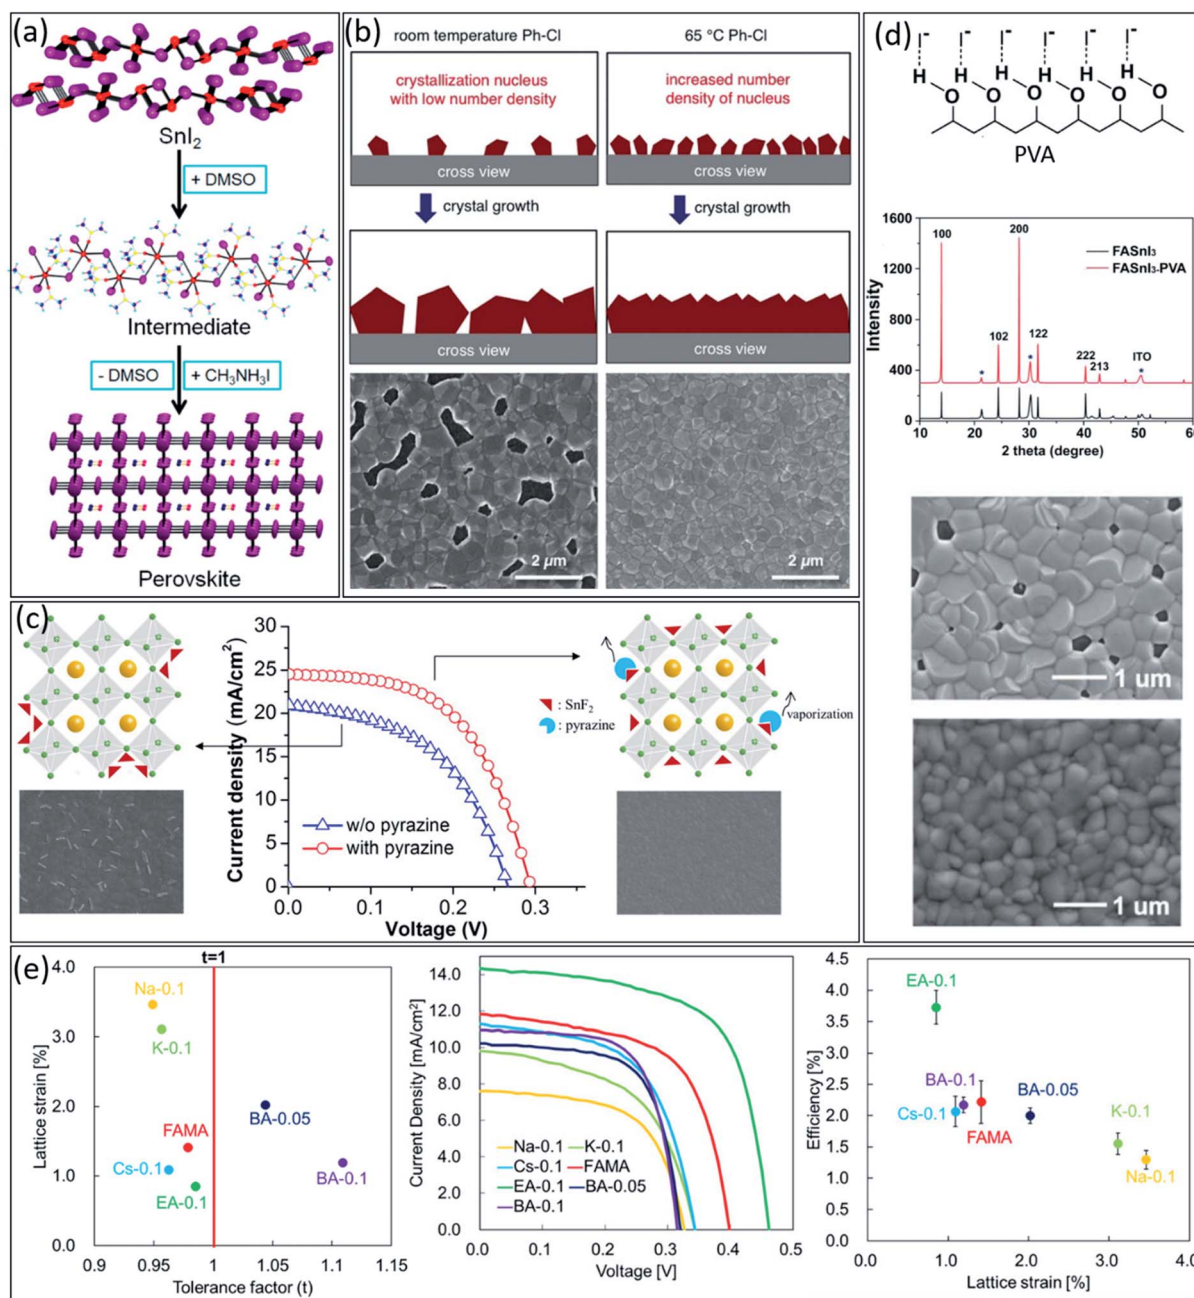 (a)
SnI2
+ DMSO
Intermediate
- DMSO
+ CH3NH3I
Perovskite
(b)
room temperature Ph-Cl
65 °C Ph-Cl
crystallization nucleus
with low number density
increased number
density of nucleus
cross view
cross view
crystal growth
crystal growth
cross view
cross view
2 µm
2 µm
(c)
30
25
20
15
10
5
0
Current density (mA/cm2)
w/o pyrazine
with pyrazine
0.0
0.1
0.2
0.3
Voltage (V)
: SnF2
: pyrazine
vaporization
(d)
I- I- I- I- I- I-
H H H H H H
O O O O O O
PVA
1600
1200
800
400
0
Intensity
100
102
200
*
*
122
222
213
ITO
*
FASnI3
FASnI3-PVA
10 20 30 40 50 60
2 theta (degree)
1 um
1 um
(e)
t=1
4.0
3.0
2.0
1.0
0.0
Lattice strain [%]
Na-0.1
K-0.1
FAMA
Cs-0.1
EA-0.1
BA-0.05
BA-0.1
0.9 0.95 1 1.05 1.1 1.15
Tolerance factor (t)
14.0
12.0
10.0
8.0
6.0
4.0
2.0
0.0
Current Density [mA/cm2]
Na-0.1 K-0.1
Cs-0.1 FAMA
EA-0.1 BA-0.05
BA-0.1
0.0 0.1 0.2 0.3 0.4 0.5
Voltage [V]
4.5
4.0
3.5
3.0
2.5
2.0
1.5
1.0
0.5
0.0
Efficiency [%]
EA-0.1
BA-0.1
Cs-0.1
FAMA
BA-0.05
K-0.1
Na-0.1
0.0 1.0 2.0 3.0 4.0
Lattice strain [%]